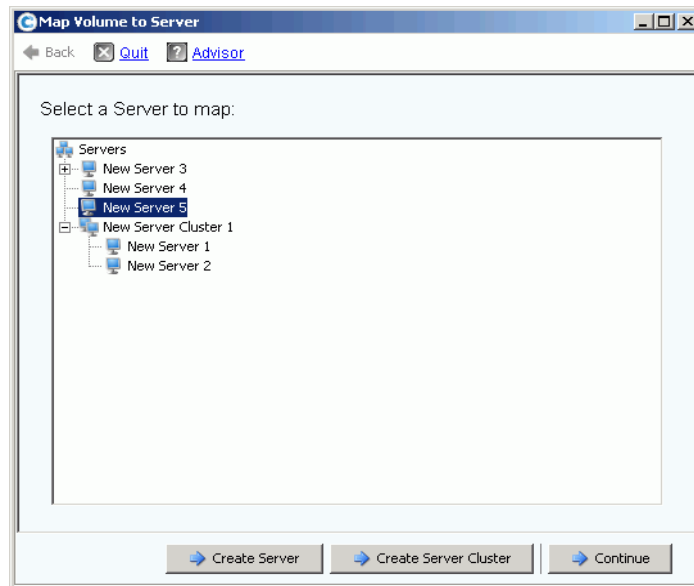 Map Volume to Server
Back Quit Advisor
Select a Server to map:
Servers
New Server 3
New Server 4
New Server 5
New Server Cluster 1
New Server 1
New Server 2
Create Server Create Server Cluster Continue